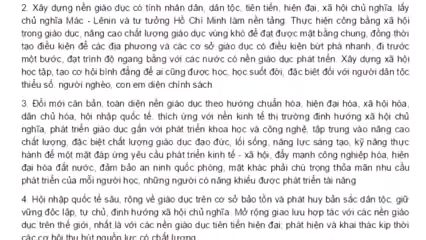 2. Xây dựng nền giáo dục có tính nhân dân, dân tộc, tiên tiến, hiện đại, xã hội chủ nghĩa, lấy
chủ nghĩa Mác - Lênin và tư tưởng Hồ Chí Minh làm nền tảng. Thực hiện công bằng xã hội
trong giáo dục, nâng cao chất lượng giáo dục vùng khó để đạt được mặt bằng chung, đồng thời
tạo điều kiện để các địa phương và các cơ sở giáo dục có điều kiện bứt phá nhanh, đi trước
một bước, đạt trình độ ngang bằng với các nước có nền giáo dục phát triển. Xây dựng xã hội
học tập, tạo cơ hội bình đẳng để ai cũng được học, học suốt đời, đặc biệt đối với người dân tộc
thiểu số, người nghèo, con em diện chính sách
3. Đổi mới căn bản, toàn diện nền giáo dục theo hướng chuẩn hóa, hiện đại hóa, xã hội hóa,
dân chủ hóa, hội nhập quốc tế, thích ứng với nền kinh tế thị trường định hướng xã hội chủ
nghĩa, phát triển giáo dục gắn với phát triển khoa học và công nghệ, tập trung vào nâng cao
chất lượng, đặc biệt chất lượng giáo dục đạo đức, lối sống, năng lực sáng tạo, kỹ năng thực
hành để một mặt đáp ứng yêu cầu phát triển kinh tế - xã hội, đẩy mạnh công nghiệp hóa, hiện
đại hóa đất nước, đảm bảo an ninh quốc phòng, mặt khác phải chú trọng thỏa mãn nhu cầu
phát triển của mỗi người học, những người có năng khiếu được phát triển tài năng
4. Hội nhập quốc tế sâu, rộng về giáo dục trên cơ sở bảo tồn và phát huy bản sắc dân tộc, giữ
vững độc lập, tự chủ, định hướng xã hội chủ nghĩa. Mở rộng giao lưu hợp tác với các nền giáo
dục trên thế giới, nhất là với các nền giáo dục tiên tiến hiện đại; phát hiện và khai thác kịp thời
các cơ hội thu hút nguồn lực có chất lượng